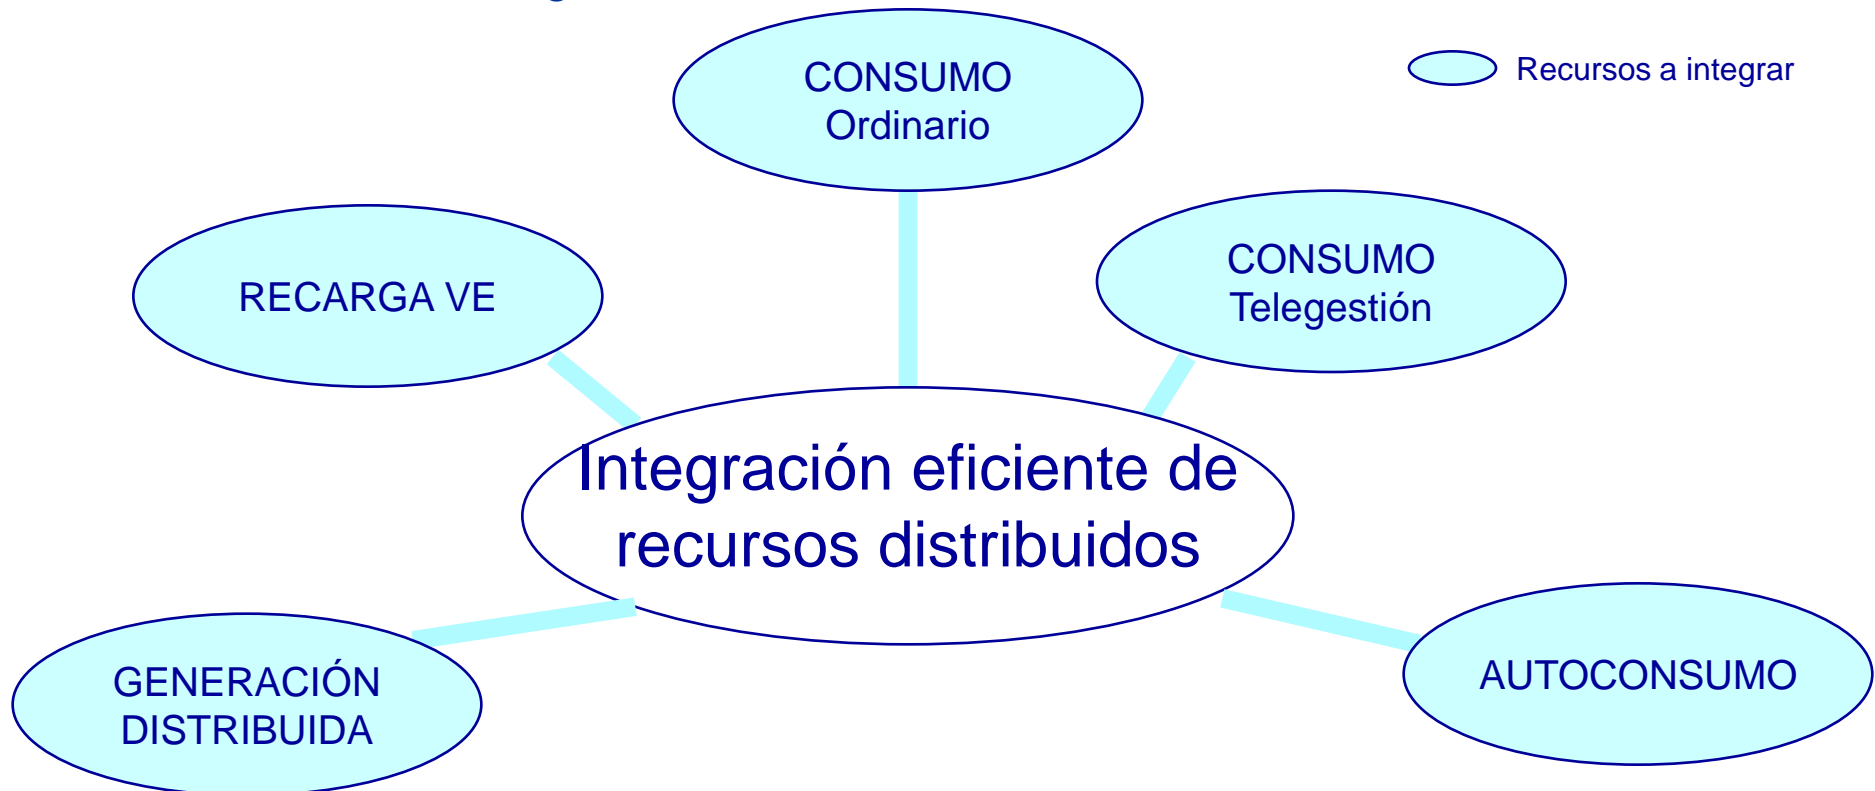 CONSUMO
Ordinario
Recursos a integrar
CONSUMO
Telegestión
RECARGA VE
Integración eficiente de
recursos distribuidos
GENERACIÓN
DISTRIBUIDA
AUTOCONSUMO